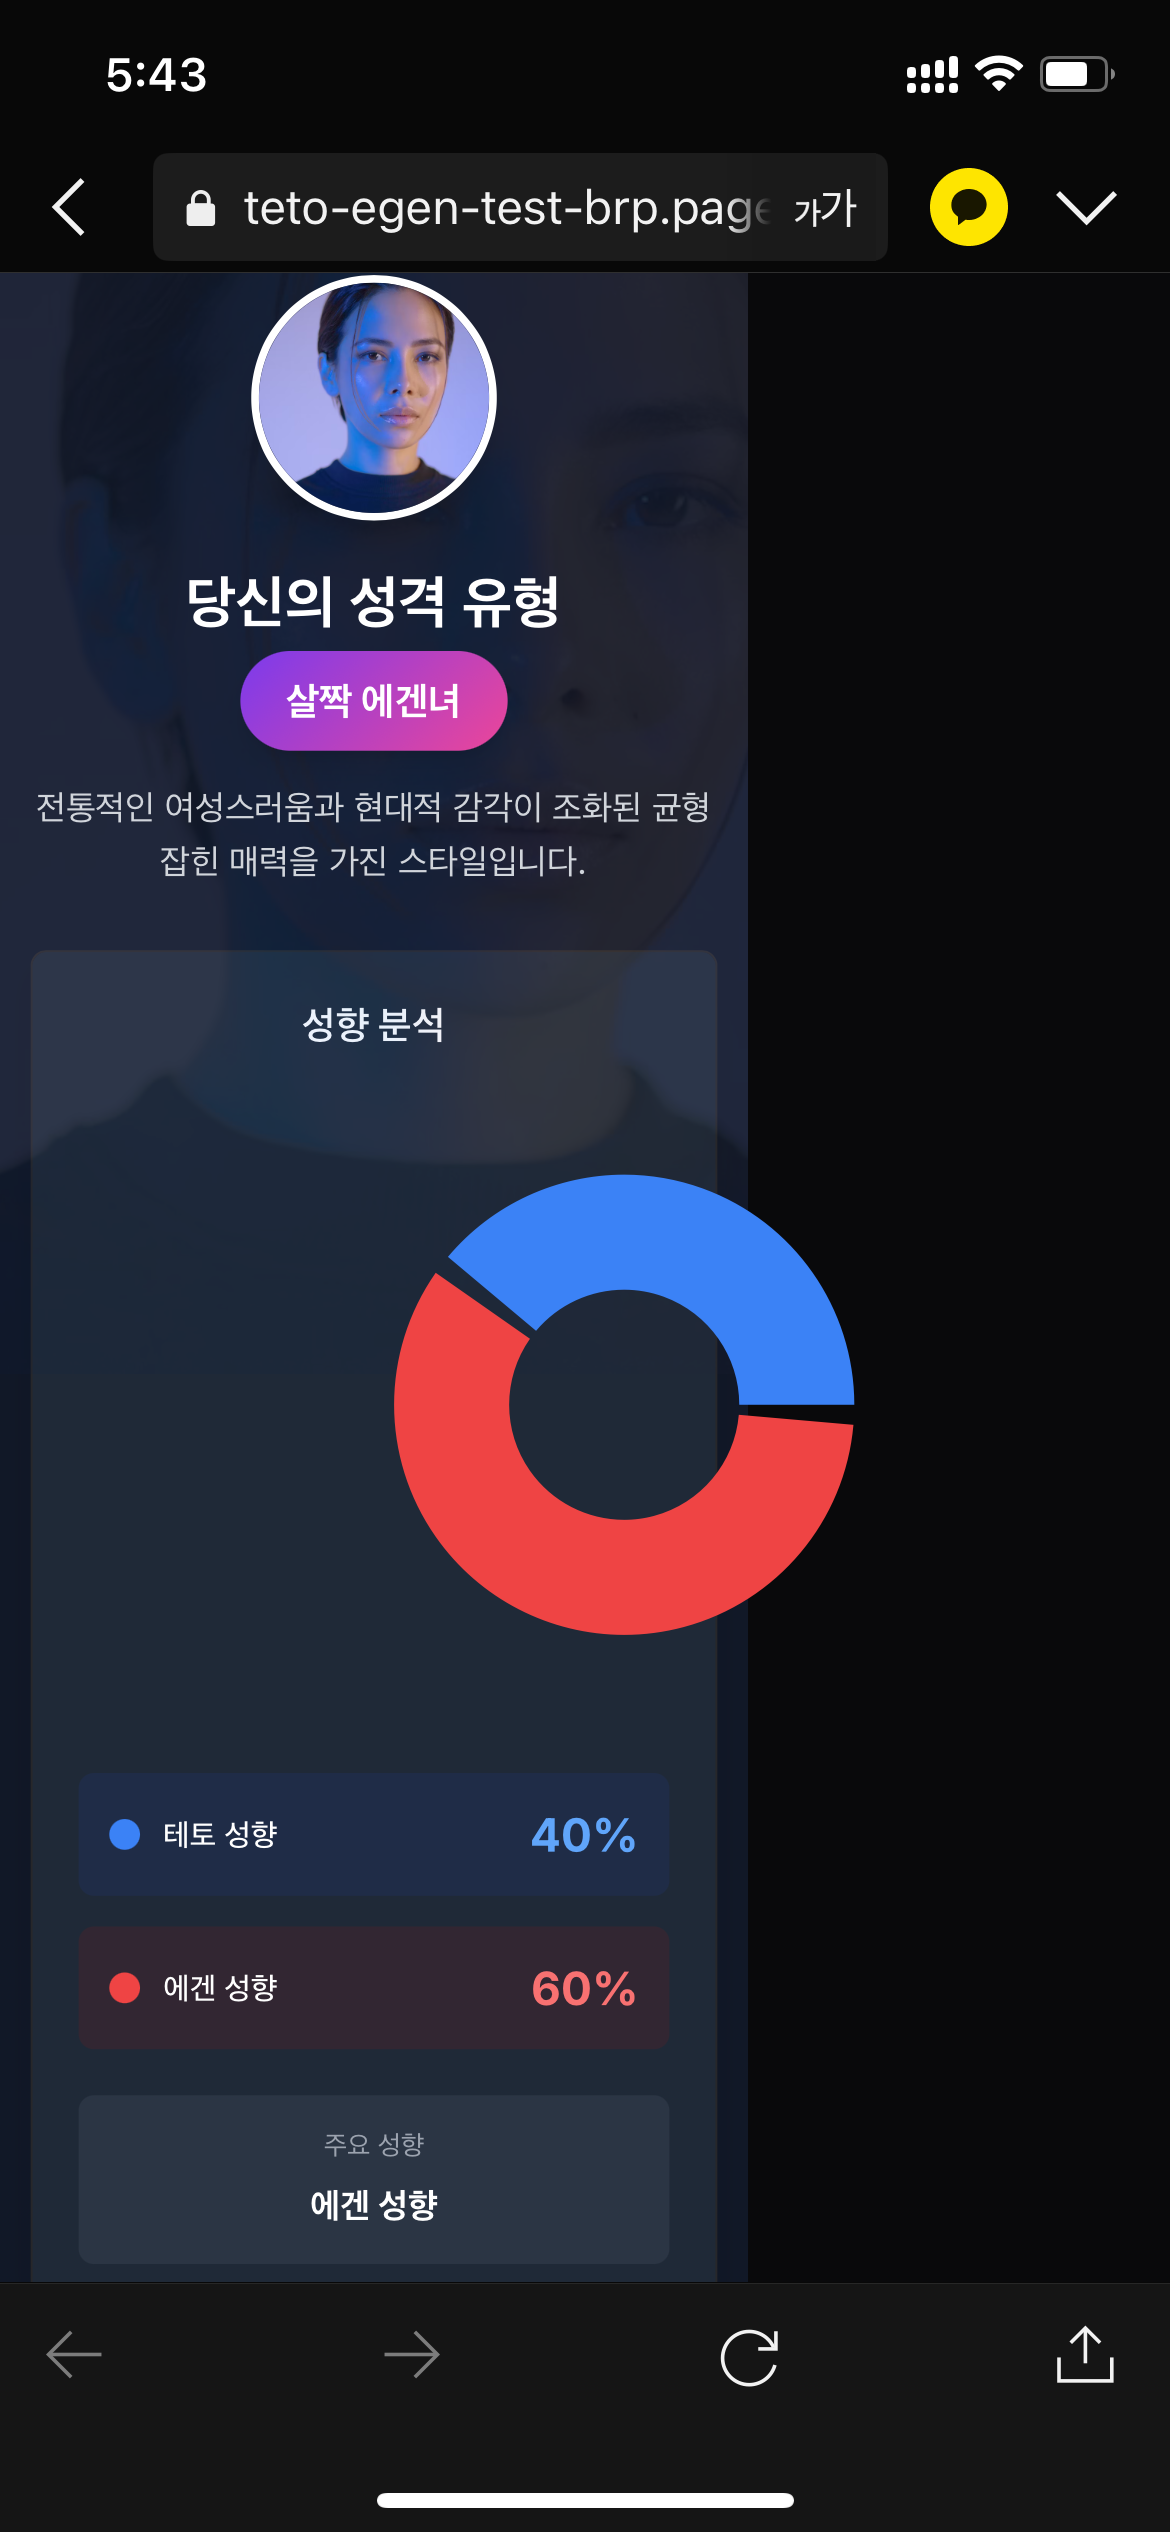 5:43
teto-egen-test-brp.page 가가
당신의 성격 유형
살짝 에겐녀
전통적인 여성스러움과 현대적 감각이 조화된 균형
잡힌 매력을 가진 스타일입니다.
성향 분석
테토 성향 40%
에겐 성향 60%
주요 성향
에겐 성향